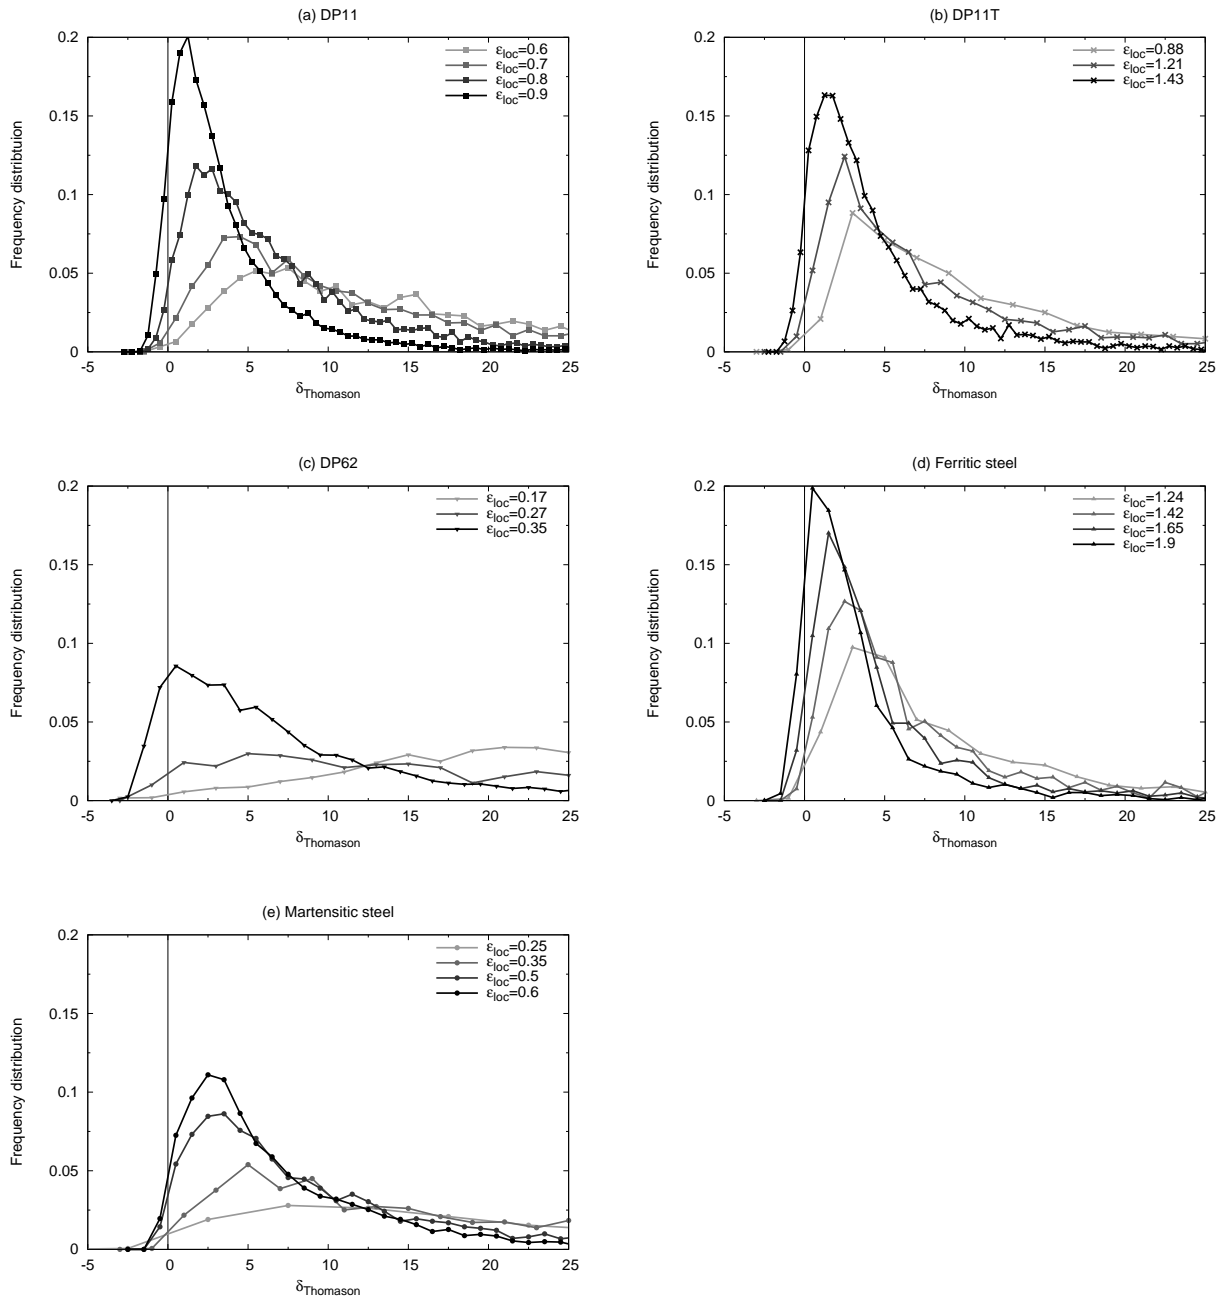 (a) DP11
Frequency distribtuion
0.2
0.15
0.1
0.05
0
-5 0 5 10 15 20 25
δThomason
εloc=0.6
εloc=0.7
εloc=0.8
εloc=0.9
(b) DP11T
Frequency distribution
0.2
0.15
0.1
0.05
0
-5 0 5 10 15 20 25
δThomason
εloc=0.88
εloc=1.21
εloc=1.43
(c) DP62
Frequency distribution
0.2
0.15
0.1
0.05
0
-5 0 5 10 15 20 25
δThomason
εloc=0.17
εloc=0.27
εloc=0.35
(d) Ferritic steel
Frequency distribution
0.2
0.15
0.1
0.05
0
-5 0 5 10 15 20 25
δThomason
εloc=1.24
εloc=1.42
εloc=1.65
εloc=1.9
(e) Martensitic steel
Frequency distribution
0.2
0.15
0.1
0.05
0
-5 0 5 10 15 20 25
δThomason
εloc=0.25
εloc=0.35
εloc=0.5
εloc=0.6